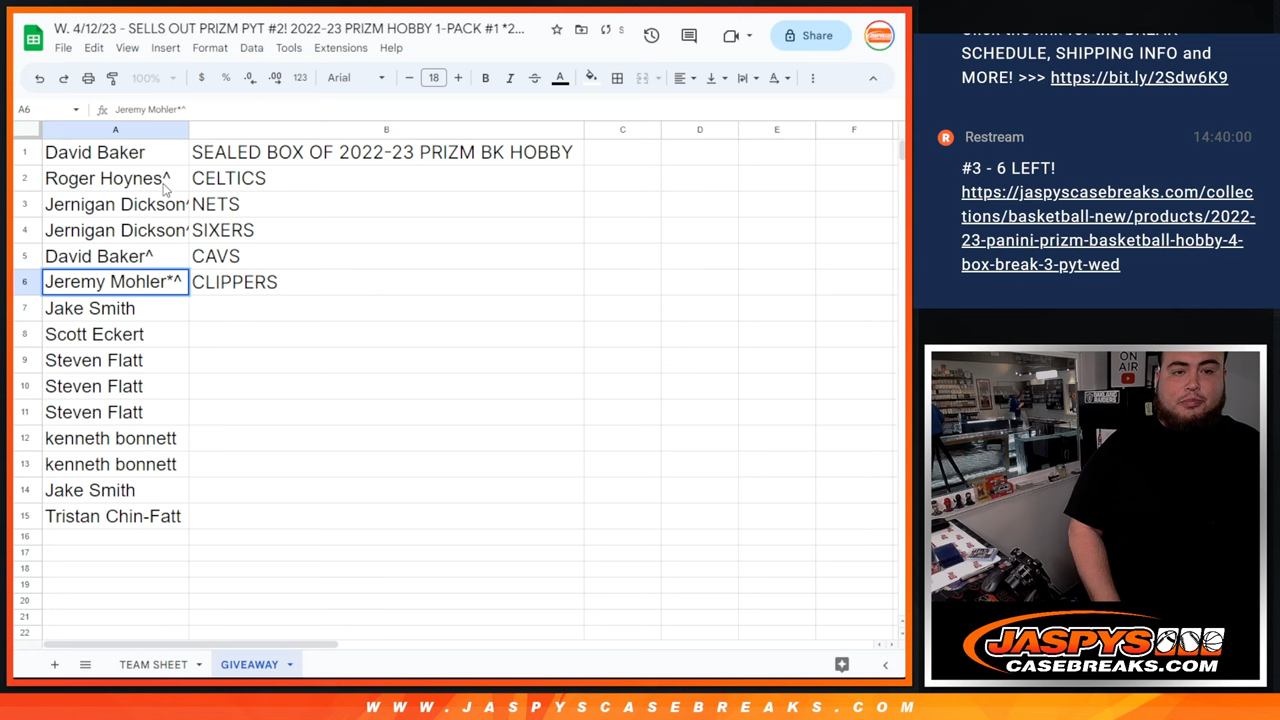 W. 4/12/23 - SELLS OUT PRIZM PYT #2! 2022-23 PRIZM HOBBY 1-PACK #1 *2...
File Edit View Insert Format Data Tools Extensions Help
Share
100% $ % .0 .00 123 Arial 18 B I A
A6 fx Jeremy Mohler*^
A B C D E F
1 David Baker SEALED BOX OF 2022-23 PRIZM BK HOBBY
2 Roger Hoynes^ CELTICS
3 Jernigan Dickson^ NETS
4 Jernigan Dickson^ SIXERS
5 David Baker^ CAVS
6 Jeremy Mohler*^ CLIPPERS
7 Jake Smith
8 Scott Eckert
9 Steven Flatt
10 Steven Flatt
11 Steven Flatt
12 kenneth bonnett
13 kenneth bonnett
14 Jake Smith
15 Tristan Chin-Fatt
16
17
18
19
20
21
22
TEAM SHEET GIVEAWAY
SCHEDULE, SHIPPING INFO and
MORE! >>> https://bit.ly/2Sdw6K9
R Restream 14:40:00
#3 - 6 LEFT!
https://jaspyscasebreaks.com/collec
tions/basketball-new/products/2022-
23-panini-prizm-basketball-hobby-4-
box-break-3-pyt-wed
ON
AIR
JASPYS
CASEBREAKS.COM
WWW.JASPYSCASEBREAKS.COM